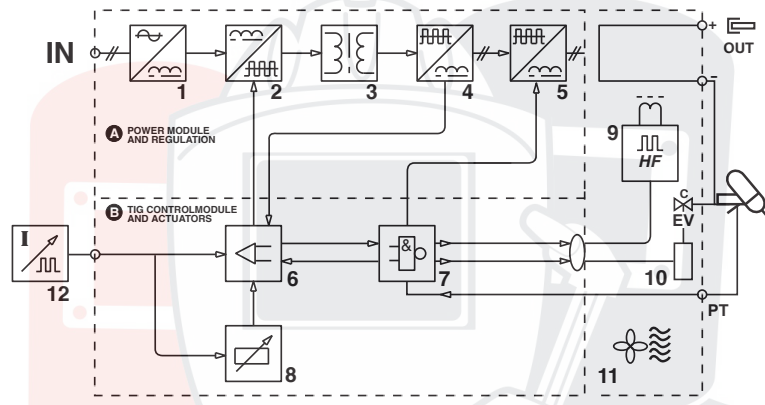 IN
+
OUT
-
1
2
3
4
5
9
HF
A POWER MODULE
AND REGULATION
B TIG CONTROLMODULE
AND ACTUATORS
C
EV
I
12
6
&
7
10
PT
8
11